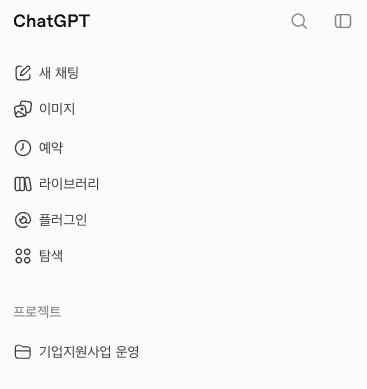 ChatGPT
새 채팅
이미지
예약
라이브러리
플러그인
탐색
프로젝트
기업지원사업 운영